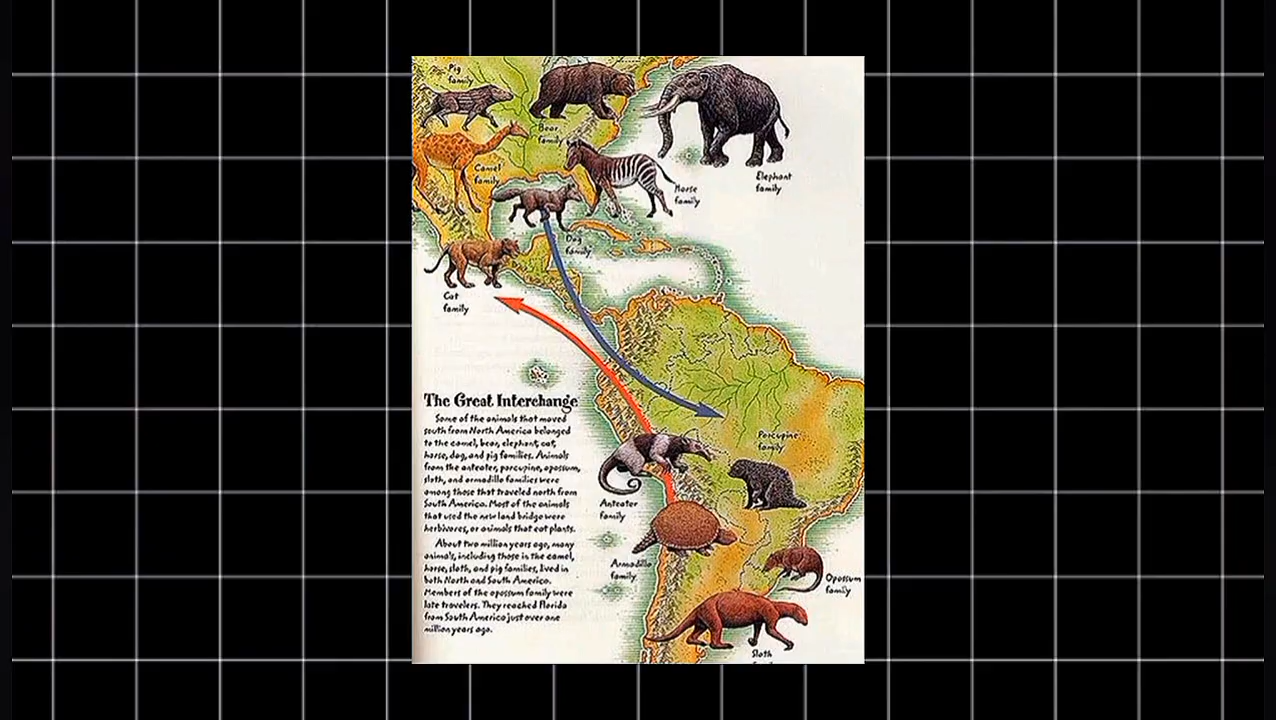 Pig
family
Bear
family
Camel
family
Elephant
family
Horse
family
Dog
family
Cat
family
The Great Interchange
Some of the animals that moved
south from North America belonged
to the camel, bear, elephant, cat,
horse, dog, and pig families. Animals
from the anteater, porcupine, opossum,
sloth, and armadillo families were
among those that traveled north from
South America. Most of the animals
that used the new land bridge were
herbivores, or animals that eat plants.
About two million years ago, many
animals, including those in the camel,
horse, sloth, and pig families, lived in
both North and South America.
Members of the opossum family were
late travelers. They reached Florida
from South America just over one
million years ago.
Porcupine
family
Anteater
family
Armadillo
family
Opossum
family
Sloth